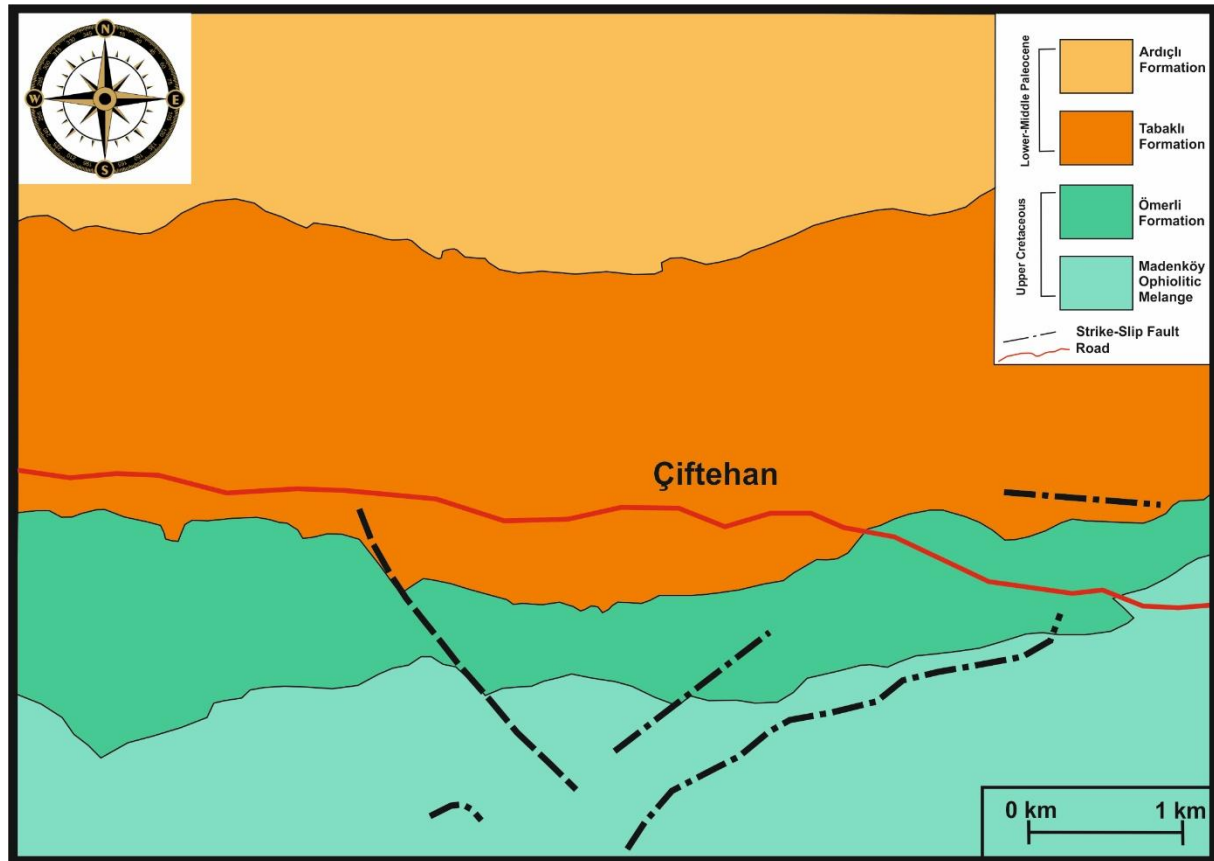 N
W
E
S
Lower-Middle Paleocene
Ardıçlı
Formation
Tabaklı
Formation
Upper Cretaceous
Ömerli
Formation
Madenköy
Ophiolitic
Melange
Strike-Slip Fault
Road
Çiftehan
0 km
1 km